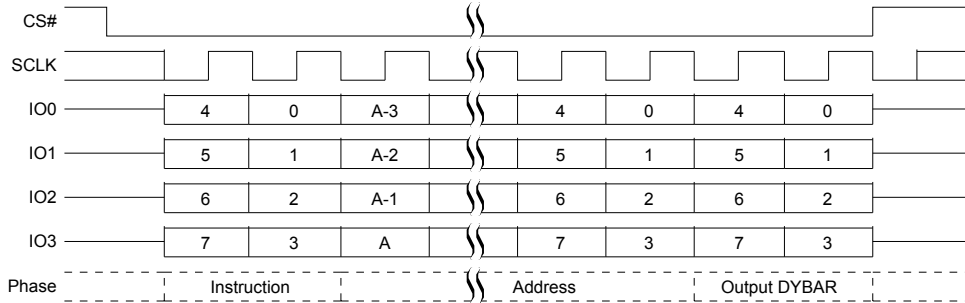 CS#
SCLK
IO0 4 0 A-3 4 0 4 0
IO1 5 1 A-2 5 1 5 1
IO2 6 2 A-1 6 2 6 2
IO3 7 3 A 7 3 7 3
Phase Instruction Address Output DYBAR